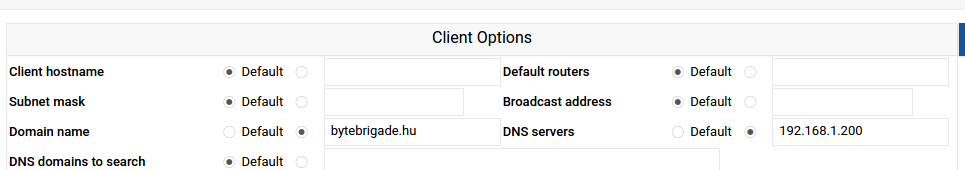 Client Options
Client hostname Default Default routers Default
Subnet mask Default Broadcast address Default
Domain name Default bytebrigade.hu DNS servers Default 192.168.1.200
DNS domains to search Default